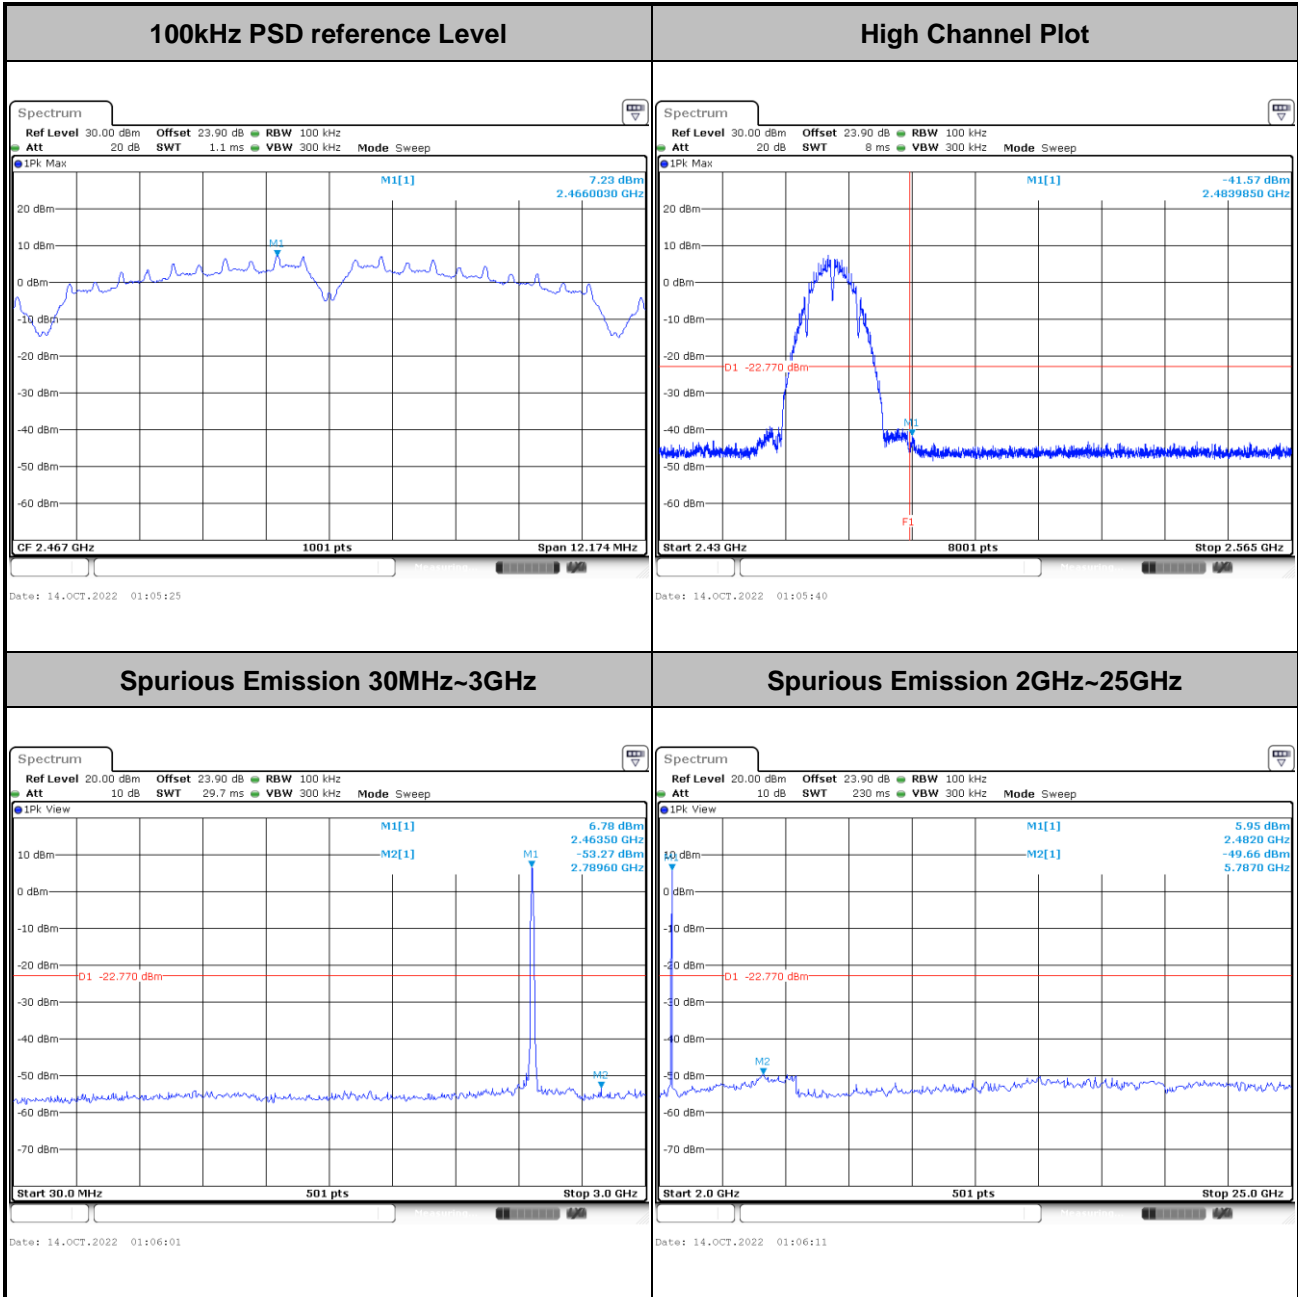 100kHz PSD reference Level
High Channel Plot
Spectrum
Ref Level 30.00 dBm Offset 23.90 dB RBW 100 kHz
Att 20 dB SWT 1.1 ms VBW 300 kHz Mode Sweep
1Pk Max
M1[1] 7.23 dBm
2.4660030 GHz
20 dBm
10 dBm
M1
0 dBm
-10 dBm
-20 dBm
-30 dBm
-40 dBm
-50 dBm
-60 dBm
CF 2.467 GHz 1001 pts Span 12.174 MHz
Measuring...
Date: 14.OCT.2022 01:05:25
Spectrum
Ref Level 30.00 dBm Offset 23.90 dB RBW 100 kHz
Att 20 dB SWT 8 ms VBW 300 kHz Mode Sweep
1Pk Max
M1[1] -41.57 dBm
2.4839850 GHz
20 dBm
10 dBm
0 dBm
-10 dBm
-20 dBm
D1 -22.770 dBm
-30 dBm
-40 dBm
M1
-50 dBm
-60 dBm
F1
Start 2.43 GHz 8001 pts Stop 2.565 GHz
Measuring...
Date: 14.OCT.2022 01:05:40
Spurious Emission 30MHz~3GHz
Spurious Emission 2GHz~25GHz
Spectrum
Ref Level 20.00 dBm Offset 23.90 dB RBW 100 kHz
Att 10 dB SWT 29.7 ms VBW 300 kHz Mode Sweep
1Pk View
M1[1] 6.78 dBm
2.46350 GHz
10 dBm M2[1] M1 -53.27 dBm
2.78960 GHz
0 dBm
-10 dBm
-20 dBm
D1 -22.770 dBm
-30 dBm
-40 dBm
-50 dBm
M2
-60 dBm
-70 dBm
Start 30.0 MHz 501 pts Stop 3.0 GHz
Measuring...
Date: 14.OCT.2022 01:06:01
Spectrum
Ref Level 20.00 dBm Offset 23.90 dB RBW 100 kHz
Att 10 dB SWT 230 ms VBW 300 kHz Mode Sweep
1Pk View
M1[1] 5.95 dBm
2.4820 GHz
10 dBm M2[1] -49.66 dBm
M1 5.7870 GHz
0 dBm
-10 dBm
-20 dBm
D1 -22.770 dBm
-30 dBm
-40 dBm
M2
-50 dBm
-60 dBm
-70 dBm
Start 2.0 GHz 501 pts Stop 25.0 GHz
Measuring...
Date: 14.OCT.2022 01:06:11